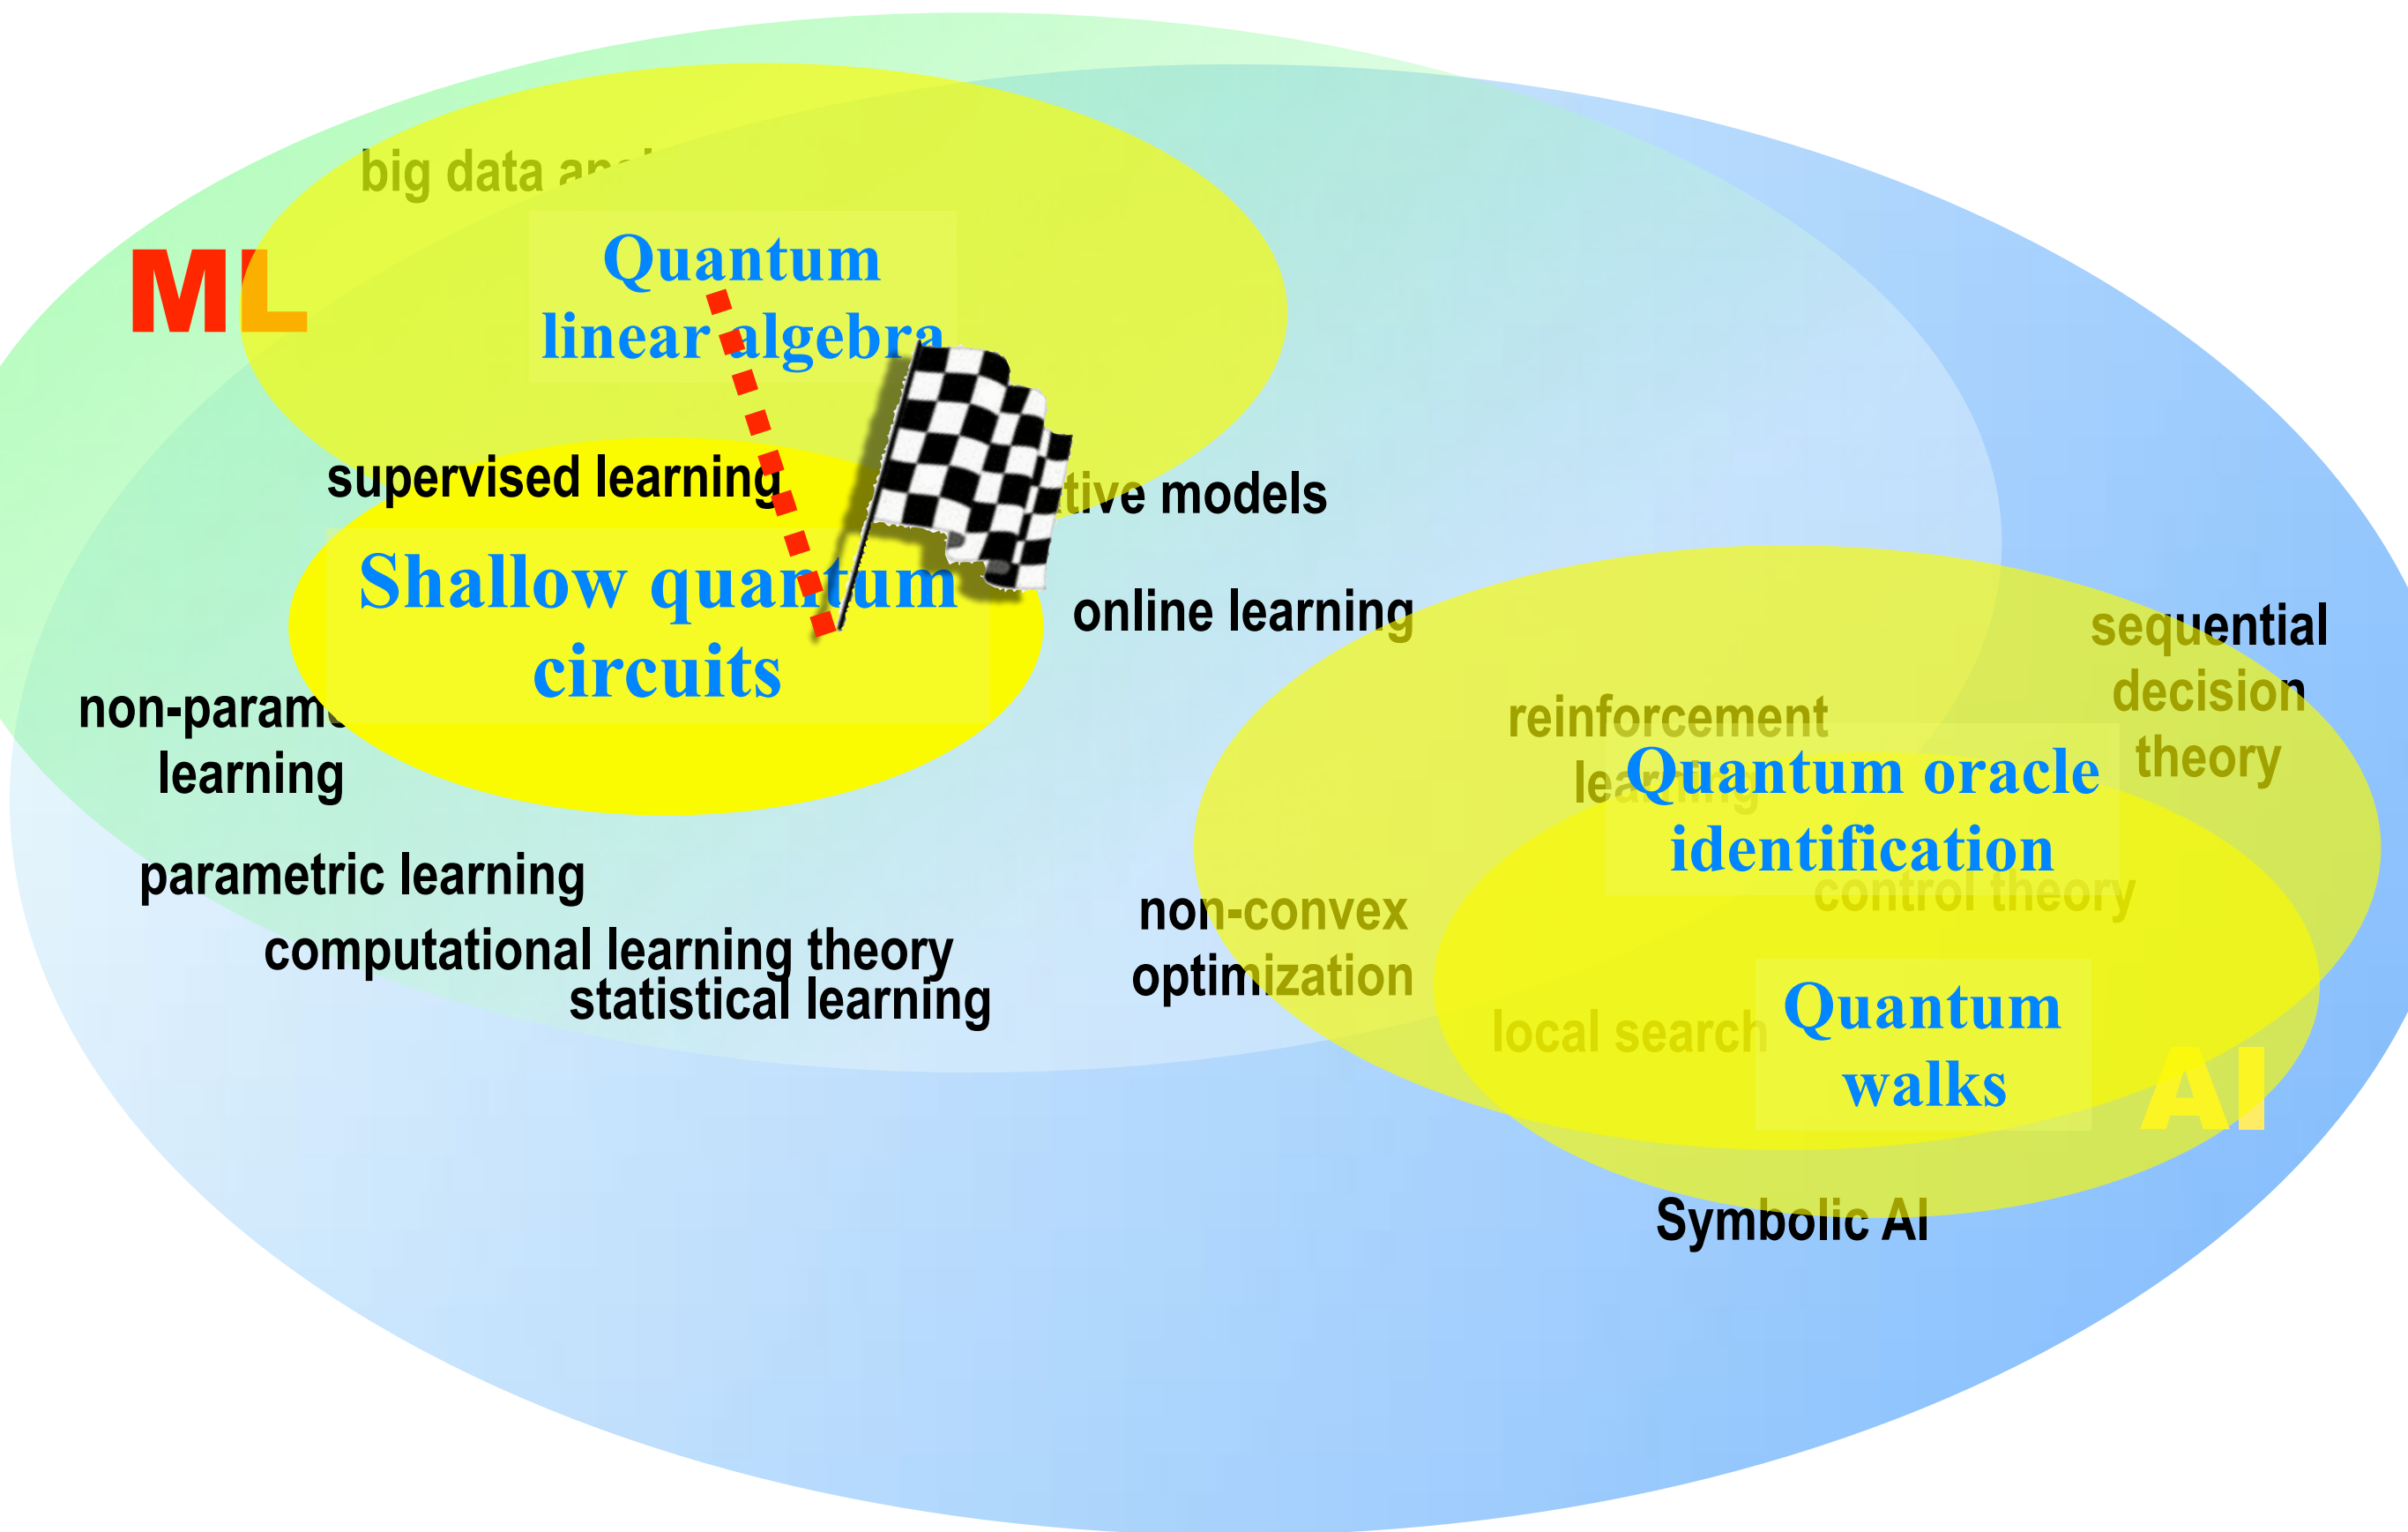 big data
ML
Quantum
linear algebra
supervised learning
models
Shallow quantum
circuits
online learning
sequential
decision
theory
non-
learning
reinforcement
learning
Quantum oracle
identification
parametric learning
control theory
non-convex
optimization
computational learning theory
statistical learning
local search
Quantum
walks
AI
Symbolic AI